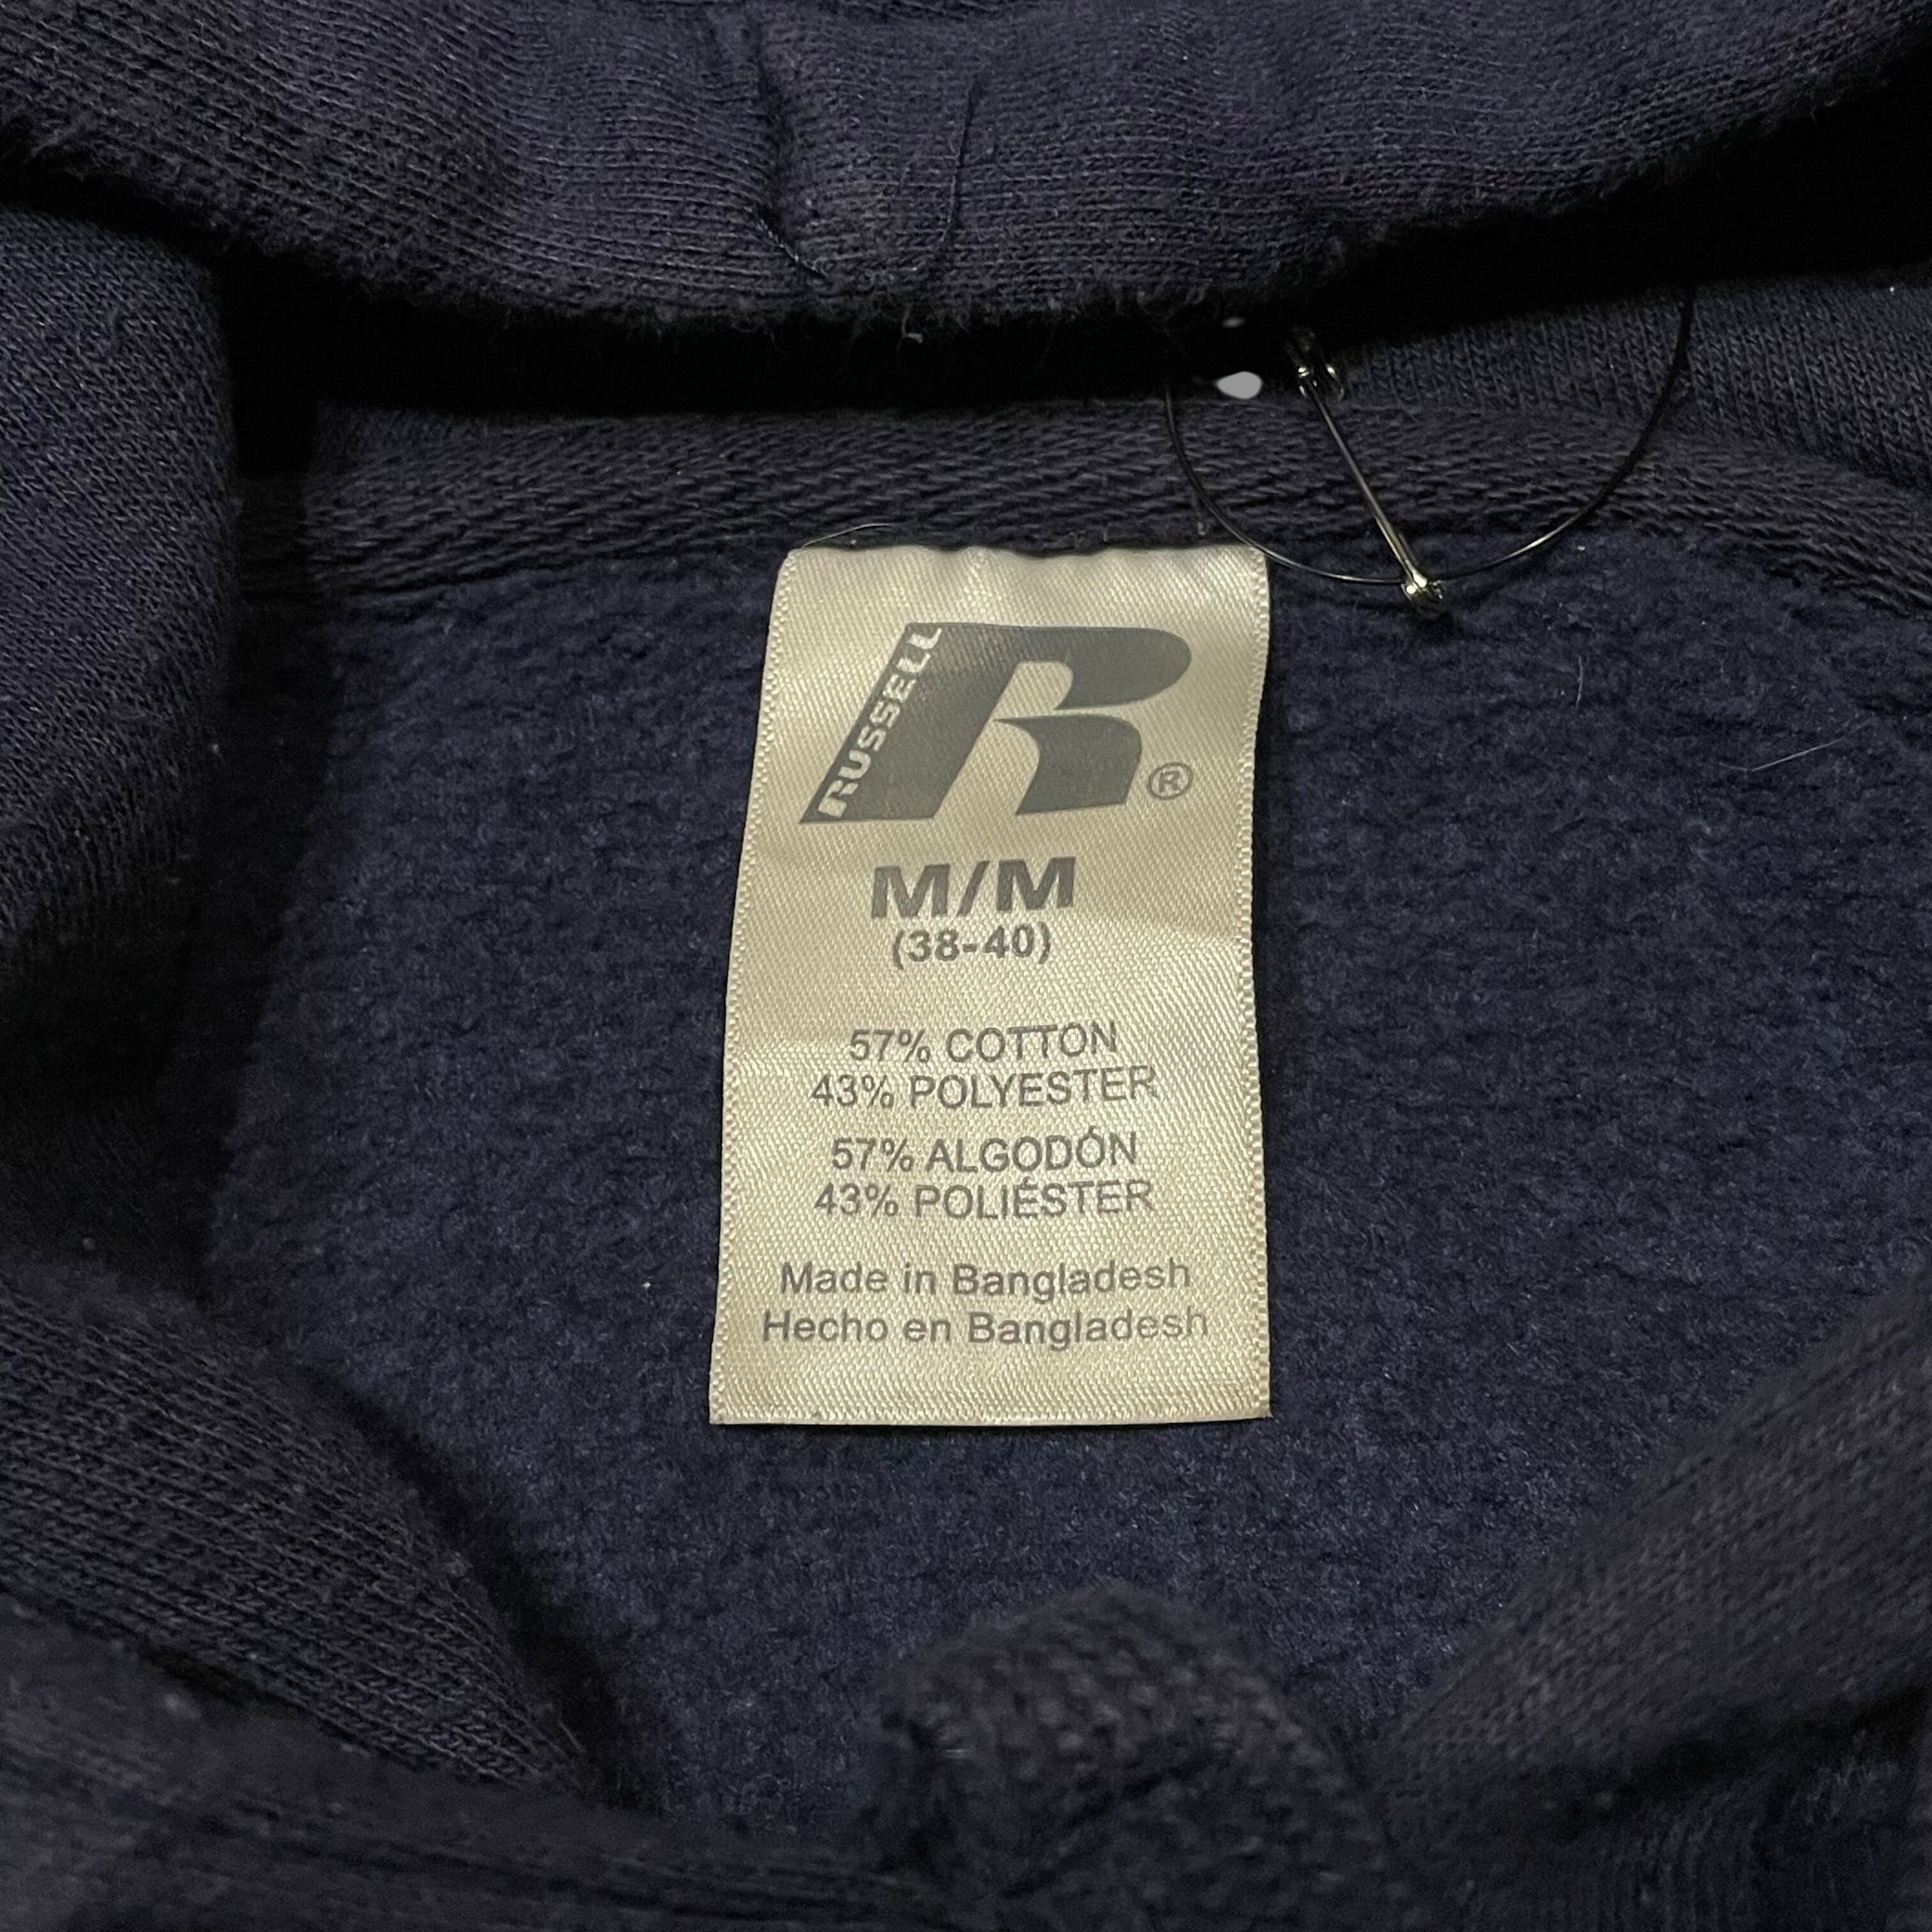 RUSSELL
R®
M/M
(38-40)
57% COTTON
43% POLYESTER
57% ALGODÓN
43% POLIÉSTER
Made in Bangladesh
Hecho en Bangladesh